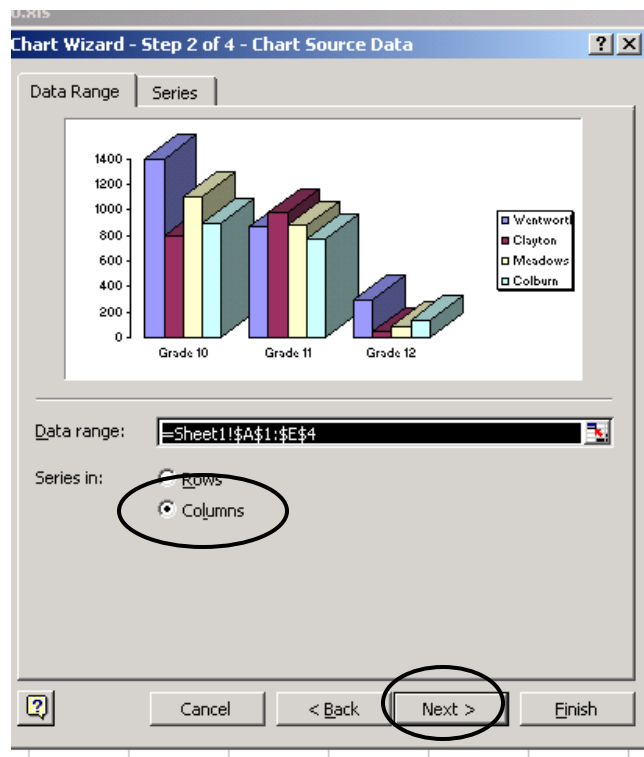 Chart Wizard - Step 2 of 4 - Chart Source Data
Data Range Series
1400
1200
1000
800
600
400
200
0
Grade 10 Grade 11 Grade 12
Wentworth
Clayton
Meadows
Colburn
Data range: =Sheet1!$A$1:$E$4
Series in: Rows
Columns
Cancel < Back Next > Finish